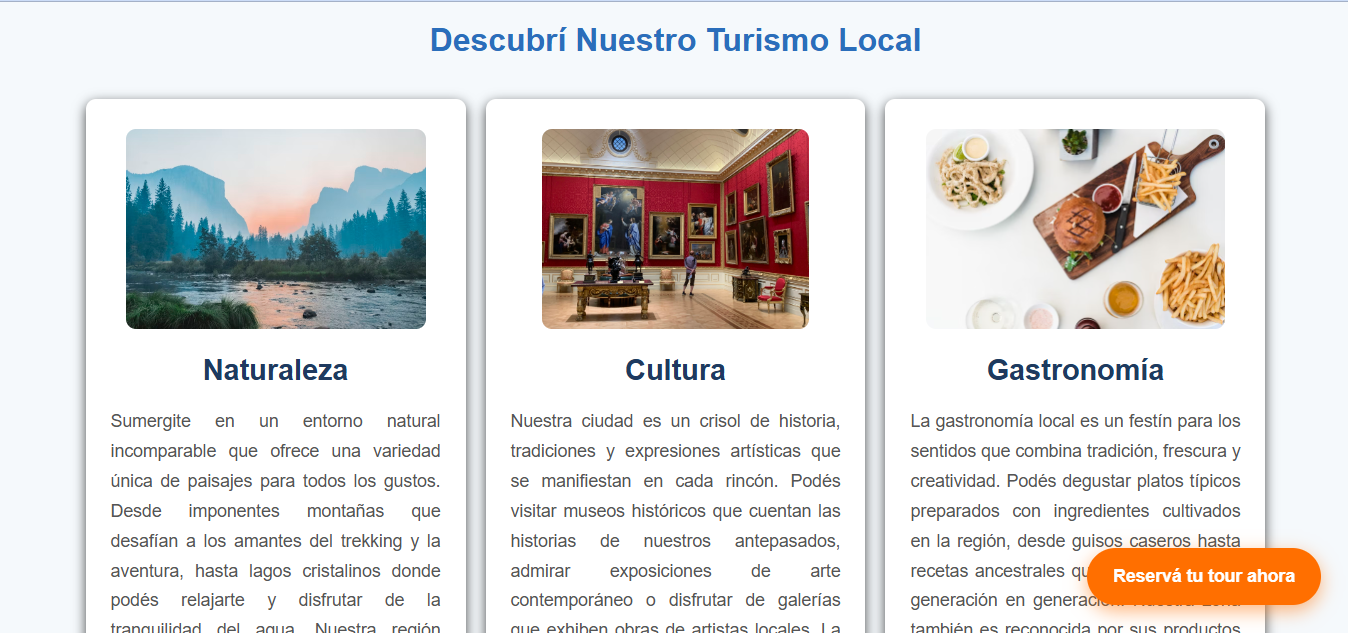 Descubrí Nuestro Turismo Local
Naturaleza
Sumergite en un entorno natural
incomparable que ofrece una variedad
única de paisajes para todos los gustos.
Desde imponentes montañas que
desafían a los amantes del trekking y la
aventura, hasta lagos cristalinos donde
podés relajarte y disfrutar de la
tranquilidad del agua. Nuestra región
Cultura
Nuestra ciudad es un crisol de historia,
tradiciones y expresiones artísticas que
se manifiestan en cada rincón. Podés
visitar museos históricos que cuentan las
historias de nuestros antepasados,
admirar exposiciones de arte
contemporáneo o disfrutar de galerías
que exhiben obras de artistas locales. La
Gastronomía
La gastronomía local es un festín para los
sentidos que combina tradición, frescura y
creatividad. Podés degustar platos típicos
preparados con ingredientes cultivados
en la región, desde guisos caseros hasta
recetas ancestrales
generación en generación.
también es reconocida por sus productos
Reservá tu tour ahora